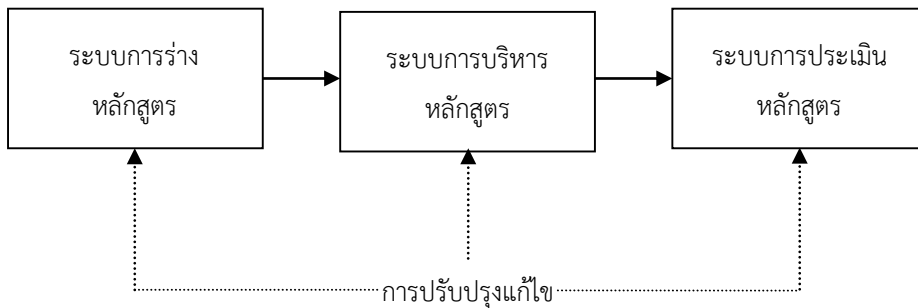 ระบบการร่าง
หลักสูตร
ระบบการบริหาร
หลักสูตร
ระบบการประเมิน
หลักสูตร
การปรับปรุงแก้ไข